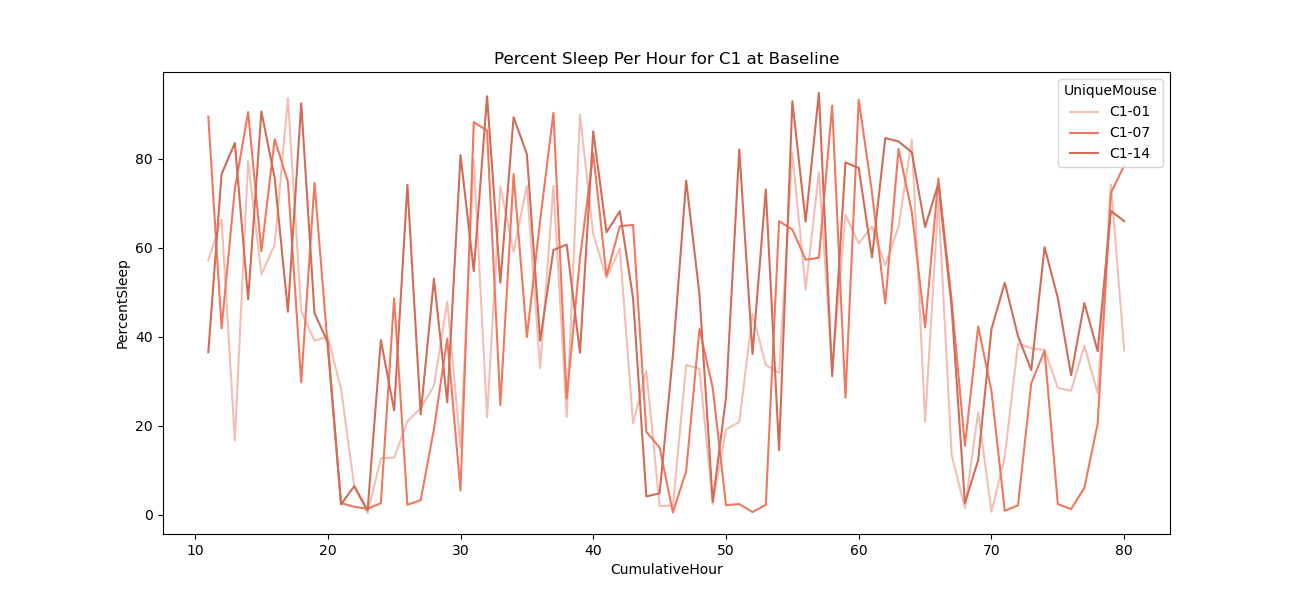 Percent Sleep Per Hour for C1 at Baseline
UniqueMouse
C1-01
C1-07
C1-14
PercentSleep
80
60
40
20
0
10 20 30 40 50 60 70 80
CumulativeHour